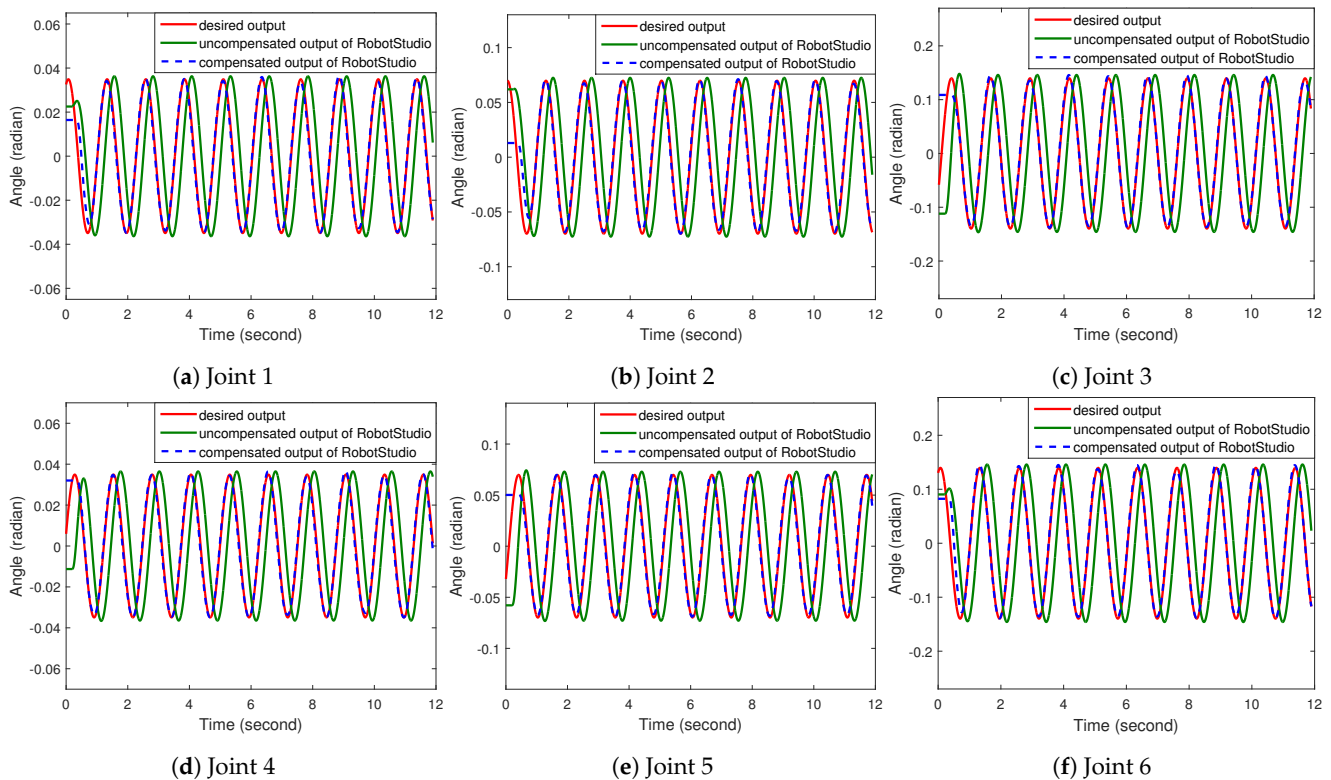 desired output
uncompensated output of RobotStudio
compensated output of RobotStudio
Angle (radian)
0.06
0.04
0.02
0
-0.02
-0.04
-0.06
0 2 4 6 8 10 12
Time (second)
(a) Joint 1
desired output
uncompensated output of RobotStudio
compensated output of RobotStudio
Angle (radian)
0.1
0.05
0
-0.05
-0.1
0 2 4 6 8 10 12
Time (second)
(b) Joint 2
desired output
uncompensated output of RobotStudio
compensated output of RobotStudio
Angle (radian)
0.2
0.1
0
-0.1
-0.2
0 2 4 6 8 10 12
Time (second)
(c) Joint 3
desired output
uncompensated output of RobotStudio
compensated output of RobotStudio
Angle (radian)
0.06
0.04
0.02
0
-0.02
-0.04
-0.06
0 2 4 6 8 10 12
Time (second)
(d) Joint 4
desired output
uncompensated output of RobotStudio
compensated output of RobotStudio
Angle (radian)
0.1
0.05
0
-0.05
-0.1
0 2 4 6 8 10 12
Time (second)
(e) Joint 5
desired output
uncompensated output of RobotStudio
compensated output of RobotStudio
Angle (radian)
0.2
0.1
0
-0.1
-0.2
0 2 4 6 8 10 12
Time (second)
(f) Joint 6